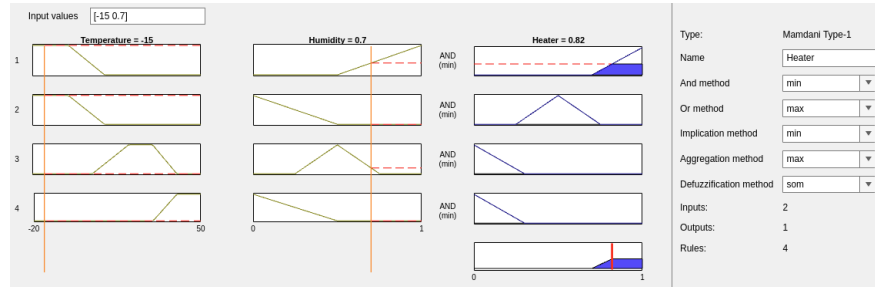 Input values [-15 0.7]
Temperature = -15 Humidity = 0.7 Heater = 0.82
1 AND (min)
2 AND (min)
3 AND (min)
4 AND (min)
-20 50 0 1
0 1
Type: Mamdani Type-1
Name Heater
And method min
Or method max
Implication method min
Aggregation method max
Defuzzification method som
Inputs: 2
Outputs: 1
Rules: 4